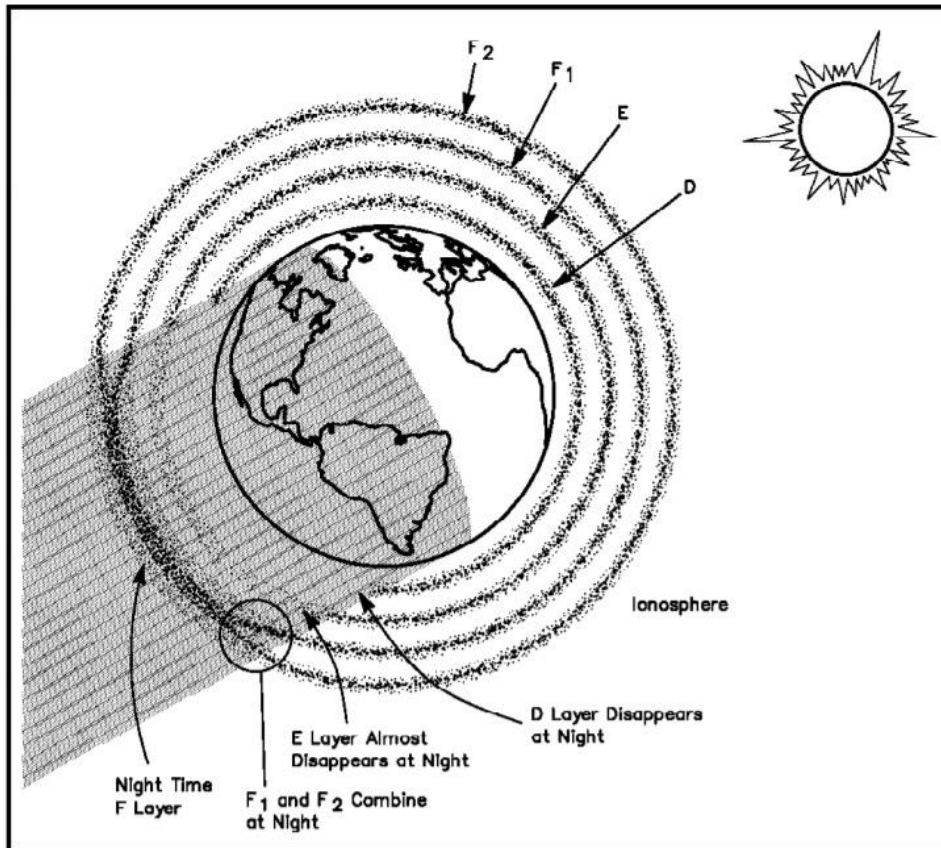 F2
F1
E
D
Ionosphere
D Layer Disappears
at Night
E Layer Almost
Disappears at Night
Night Time
F Layer
F1 and F2 Combine
at Night